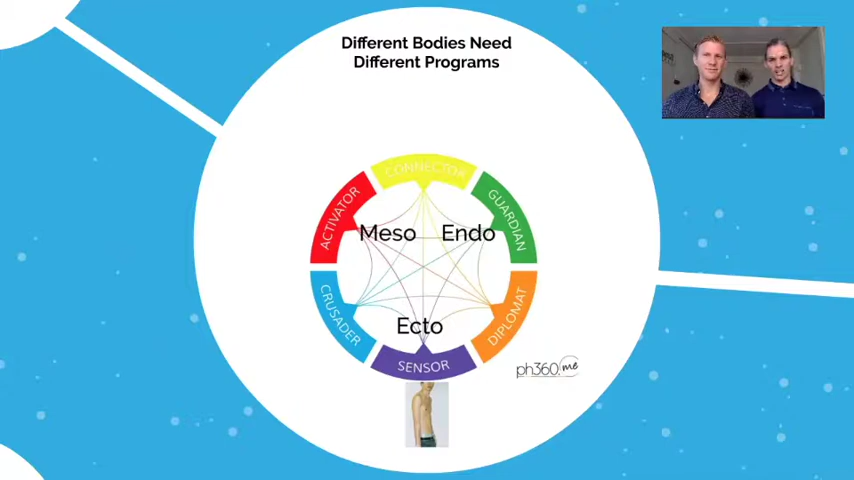 Different Bodies Need
Different Programs
CONNECTOR
ACTIVATOR
GUARDIAN
Meso
Endo
CRUSADER
DIPLOMAT
Ecto
SENSOR
ph360.me